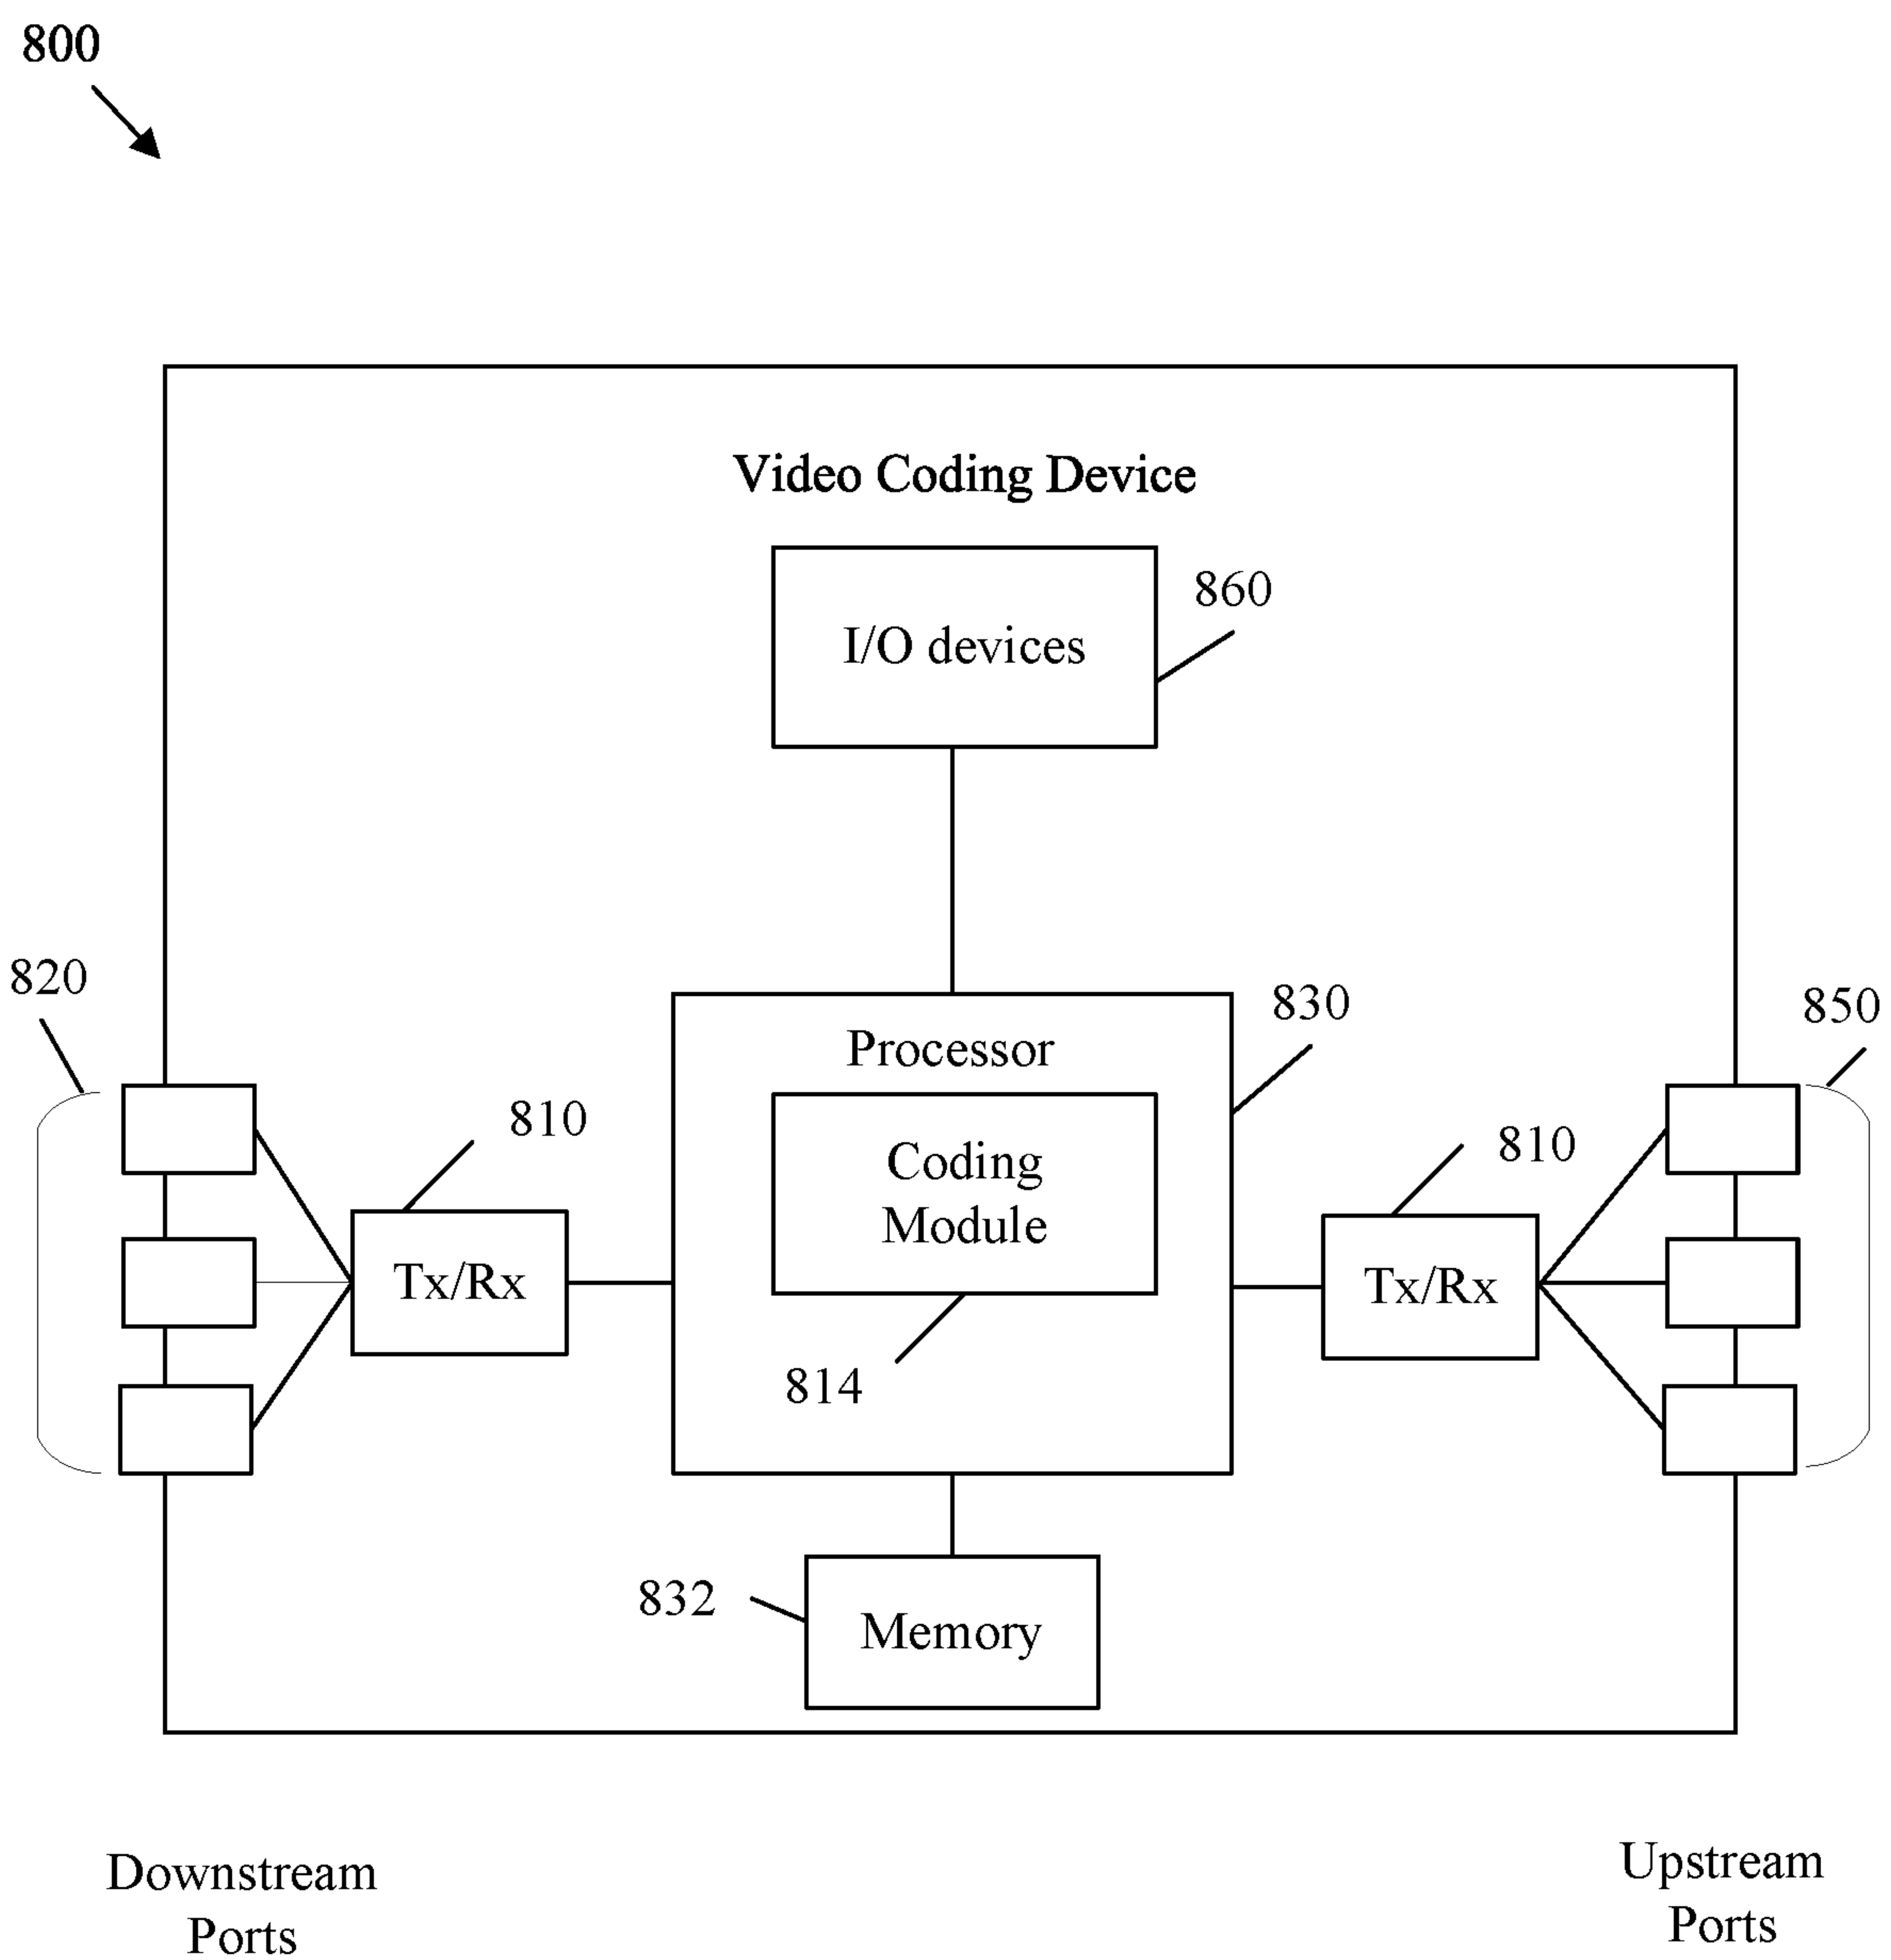 800
Video Coding Device
860
I/O devices
820
830
850
Processor
810
810
Coding
Module
Tx/Rx
Tx/Rx
814
832
Memory
Downstream
Ports
Upstream
Ports